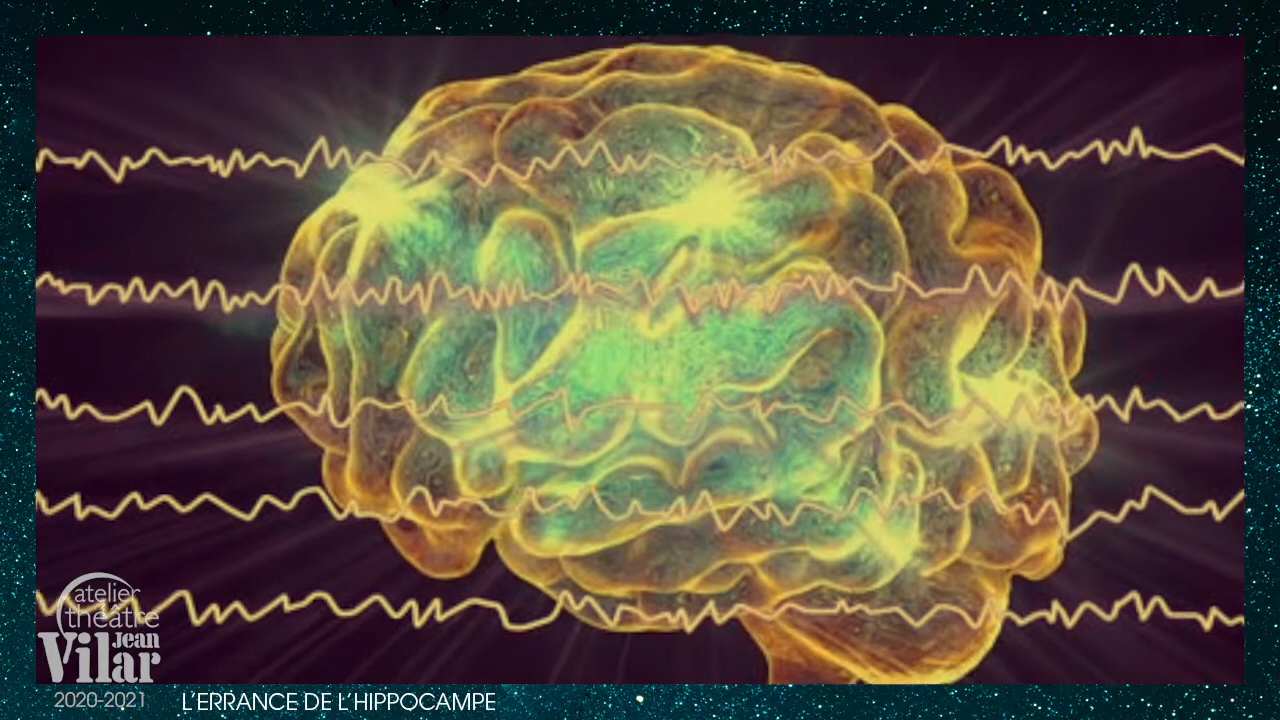 atelier
théâtre
Jean
Vilar
2020-2021
L'ERRANCE DE L'HIPPOCAMPE